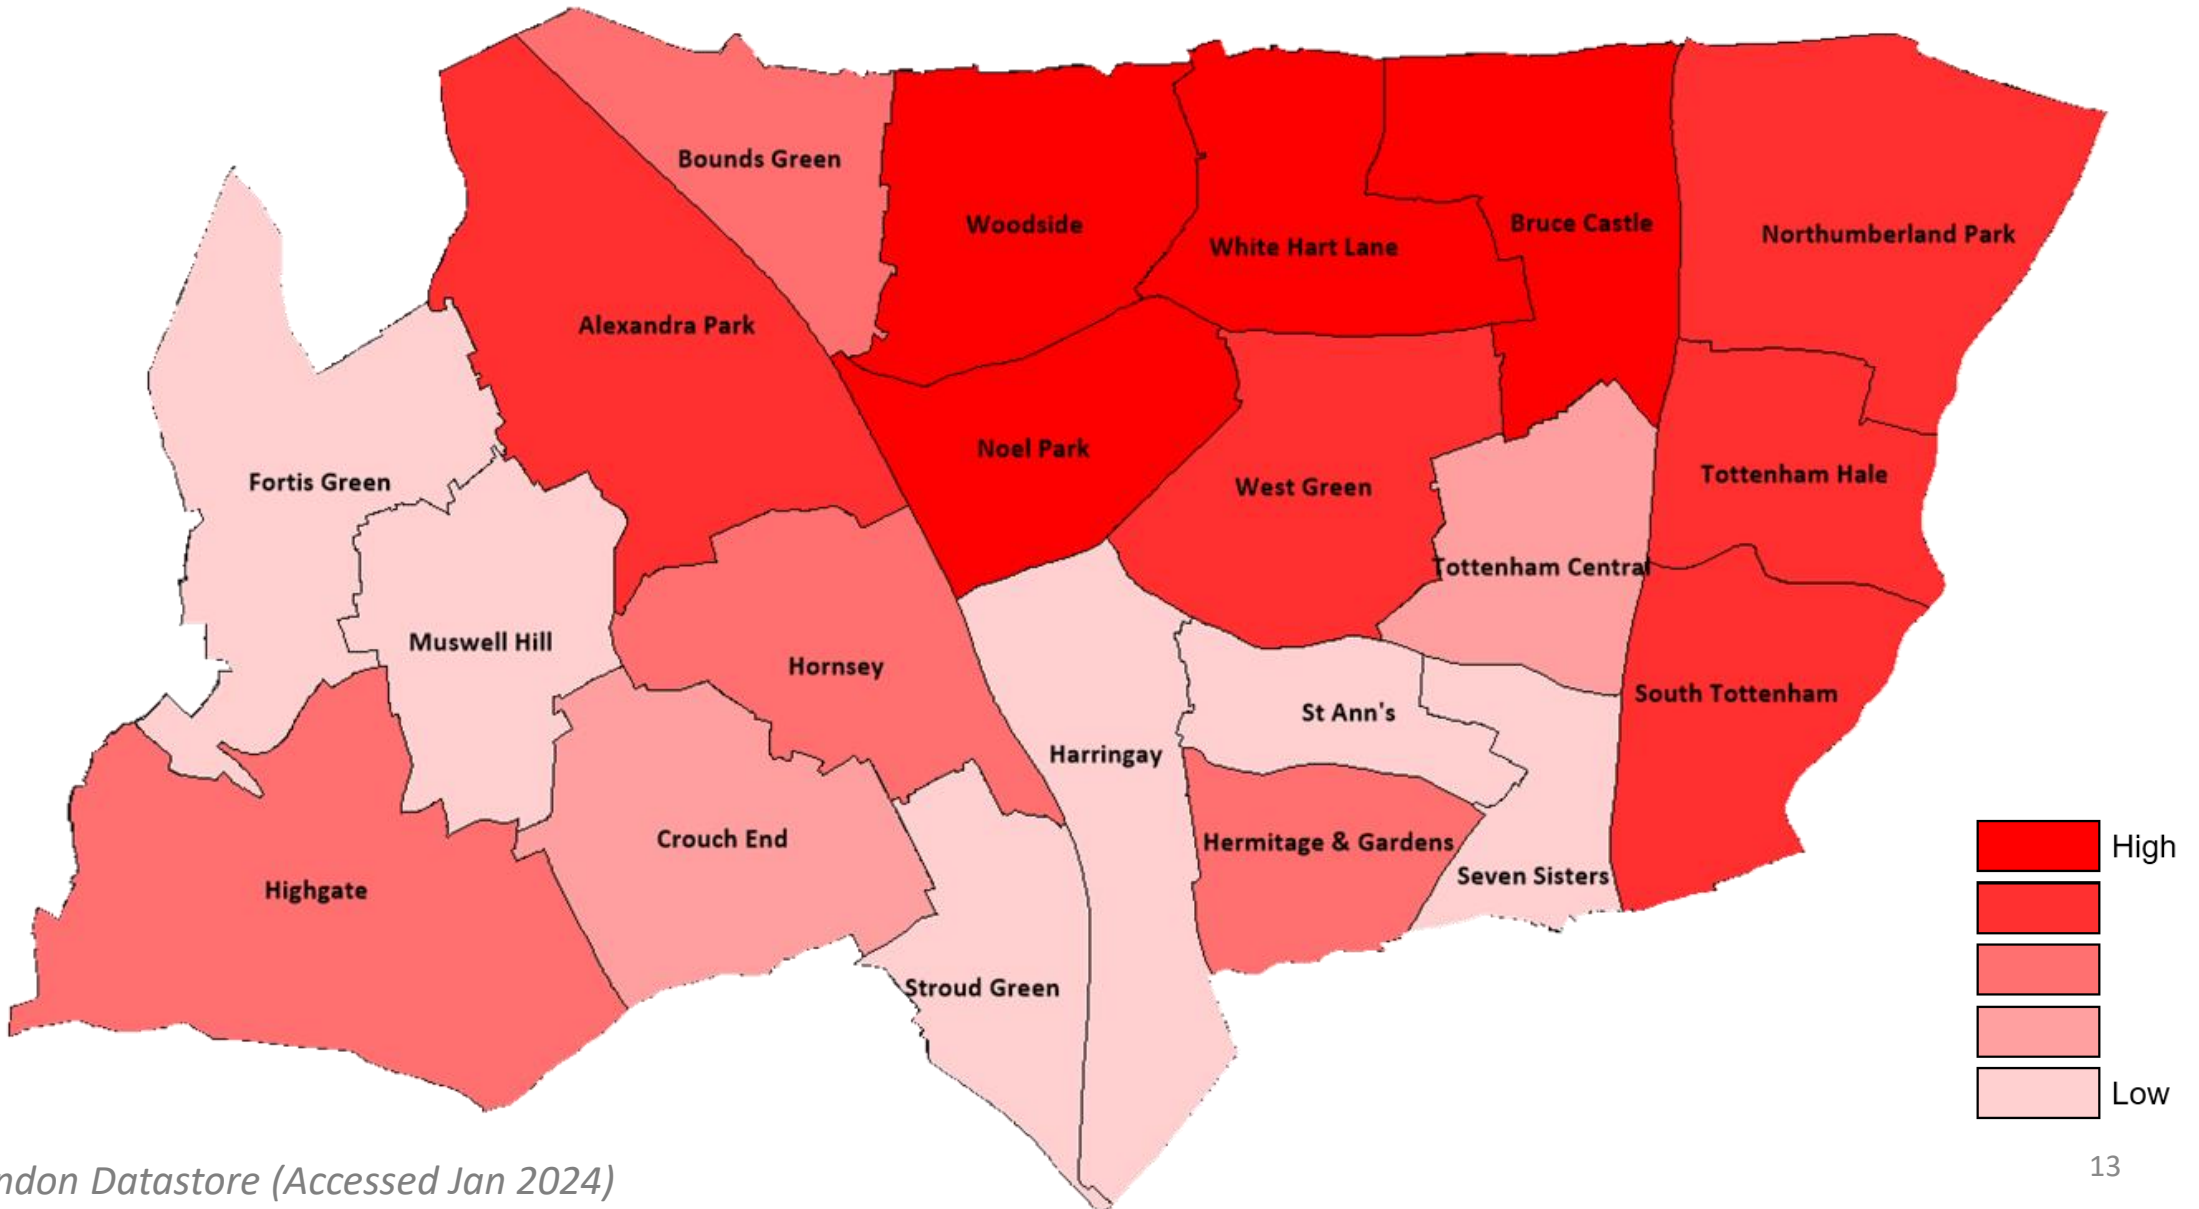 Bounds Green
Woodside
Bruce Castle
Northumberland Park
White Hart Lane
Alexandra Park
Noel Park
Tottenham Hale
Fortis Green
West Green
Tottenham Central
Muswell Hill
Hornsey
South Tottenham
St Ann's
Harringay
Crouch End
Hermitage & Gardens
High
Seven Sisters
Highgate
Stroud Green
Low
Datastore (Accessed Jan 2024)
13